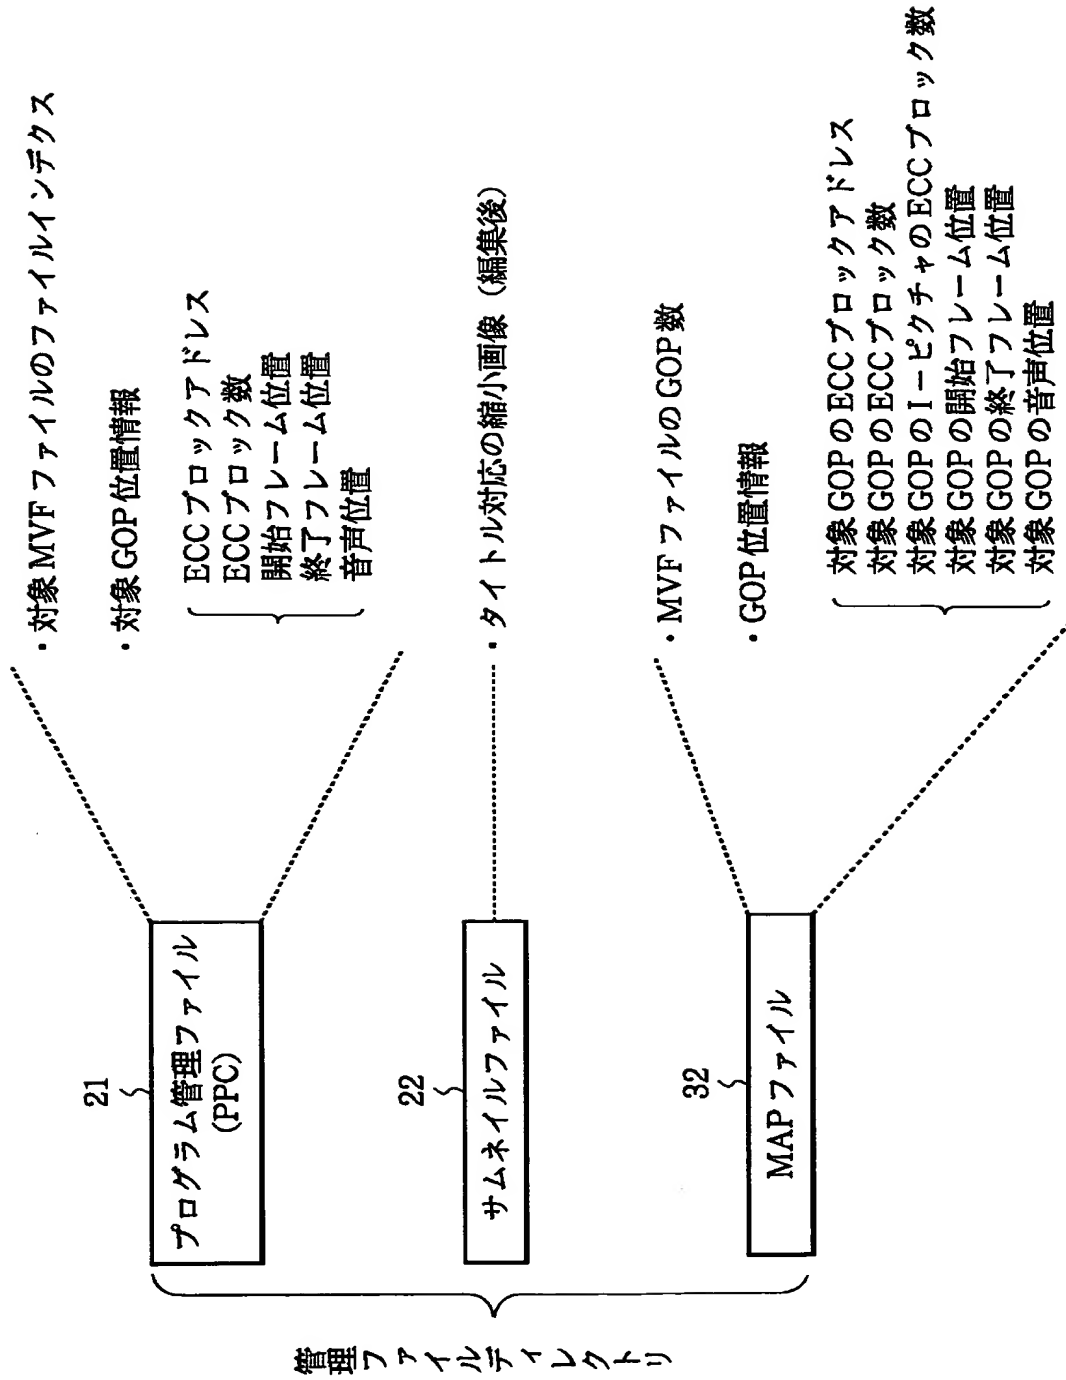 管理ファイルディレクトリ
21
プログラム管理ファイル
(PPC)
・対象MVFファイルのファイルインデクス
・対象GOP位置情報
ECCブロックアドレス
ECCブロック数
開始フレーム位置
終了フレーム位置
音声位置
22
サムネイルファイル
・タイトル対応の縮小画像（編集後）
32
MAPファイル
・MVFファイルのGOP数
・GOP位置情報
対象GOPのECCブロックアドレス
対象GOPのECCブロック数
対象GOPのI－ピクチャのECCブロック数
対象GOPの開始フレーム位置
対象GOPの終了フレーム位置
対象GOPの音声位置